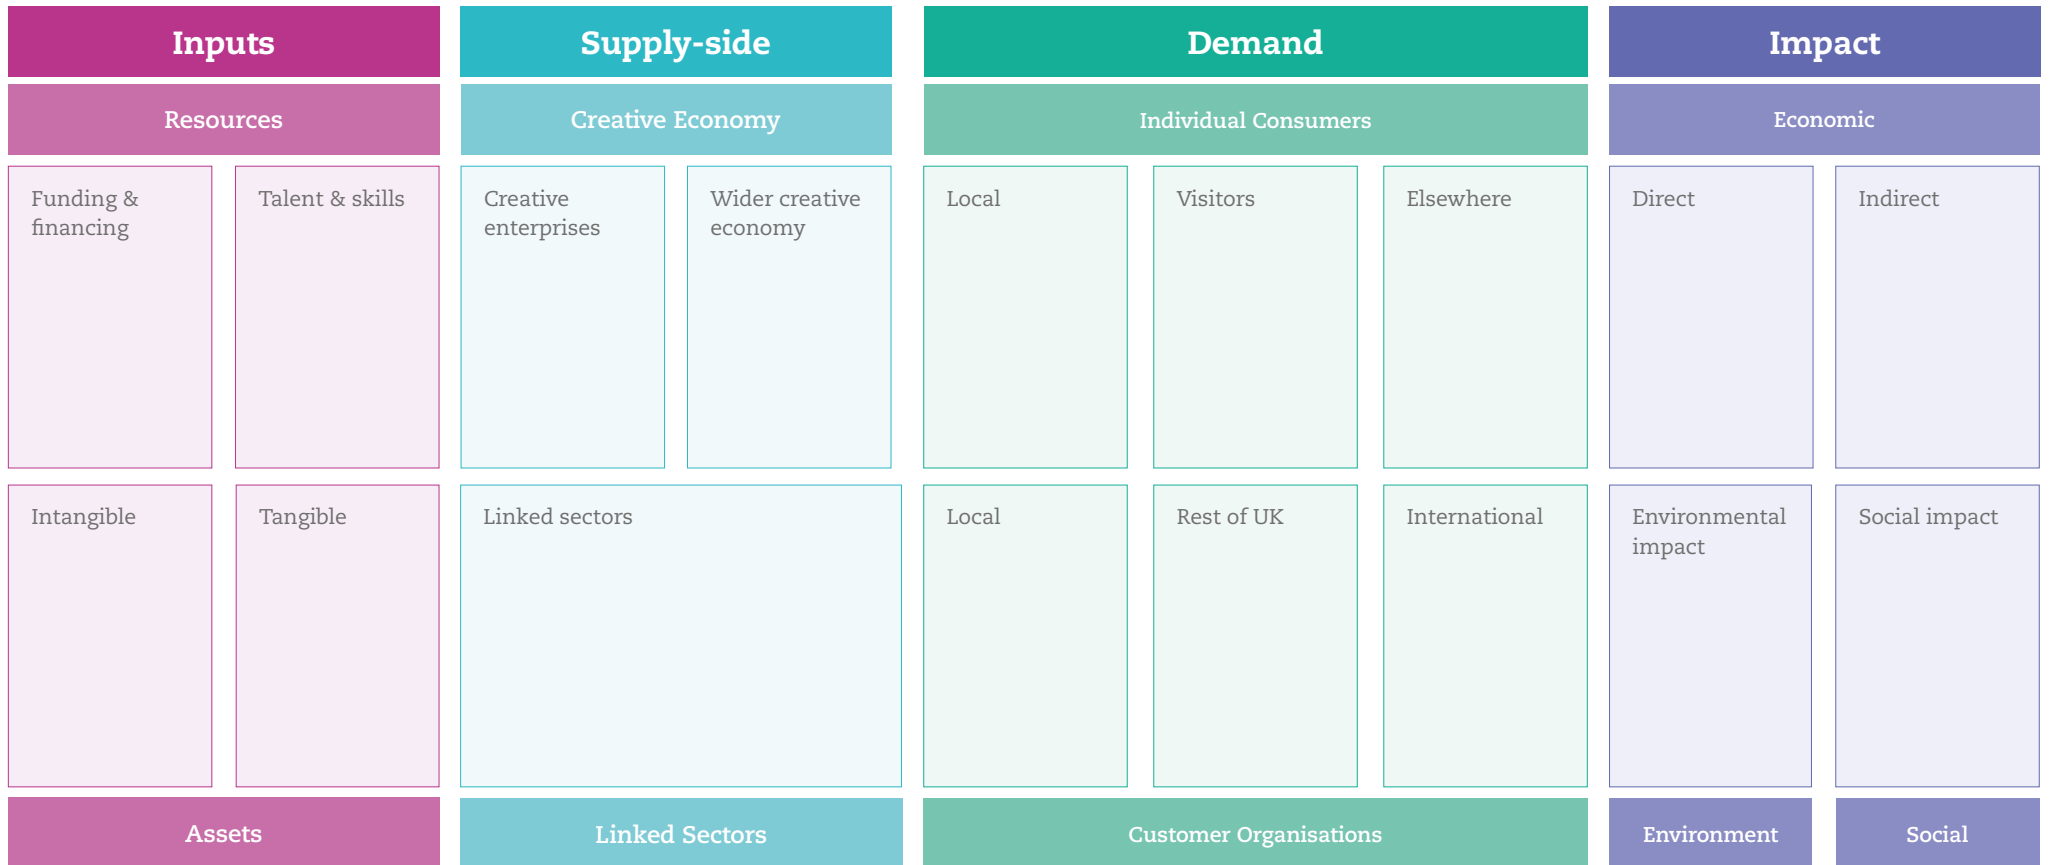 Inputs
Supply-side
Demand
Impact
Resources
Creative Economy
Individual Consumers
Economic
Funding &
financing
Talent & skills
Creative
enterprises
Wider creative
economy
Local
Visitors
Elsewhere
Direct
Indirect
Intangible
Tangible
Linked sectors
Local
Rest of UK
International
Environmental
impact
Social impact
Assets
Linked Sectors
Customer Organisations
Environment
Social